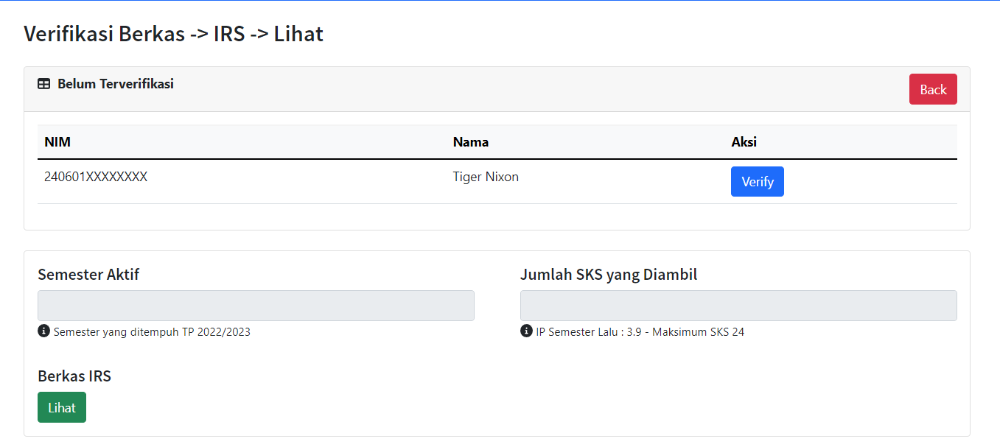 Verifikasi Berkas -> IRS -> Lihat
Belum Terverifikasi
Back
NIM Nama Aksi
240601XXXXXXXX Tiger Nixon Verify
Semester Aktif Jumlah SKS yang Diambil
Semester yang ditempuh TP 2022/2023 IP Semester Lalu : 3.9 - Maksimum SKS 24
Berkas IRS
Lihat